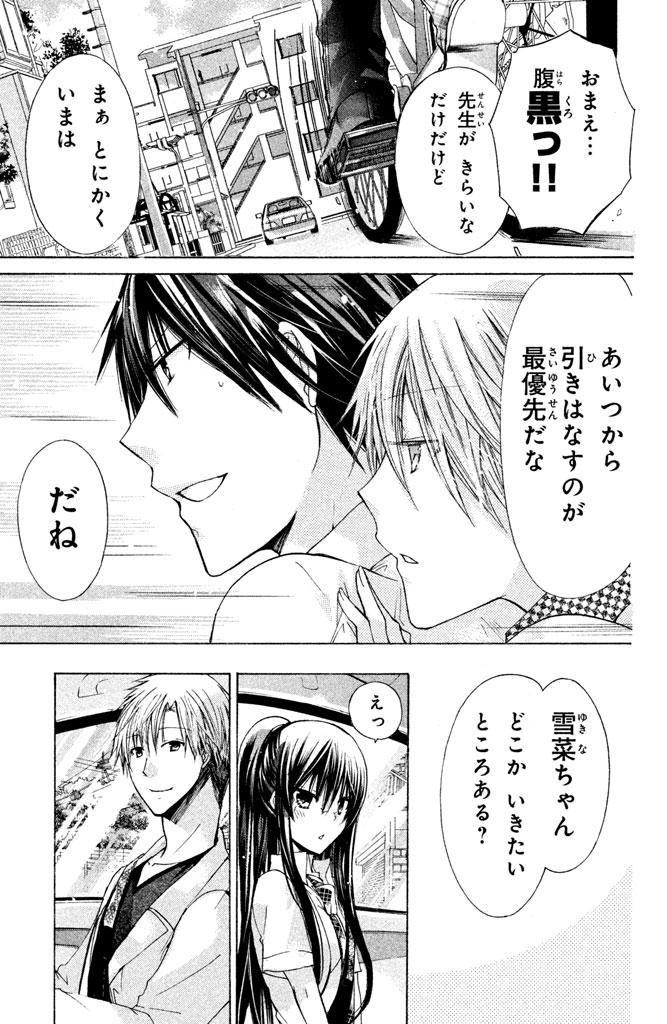 おまえ…
腹黒っ!!
先生が きらいな
だけだけど
まぁ とにかく
いまは
あいつから
引きはなすのが
最優先だな
だね
雪菜ちゃん
どこか いきたい
ところある?
えっ